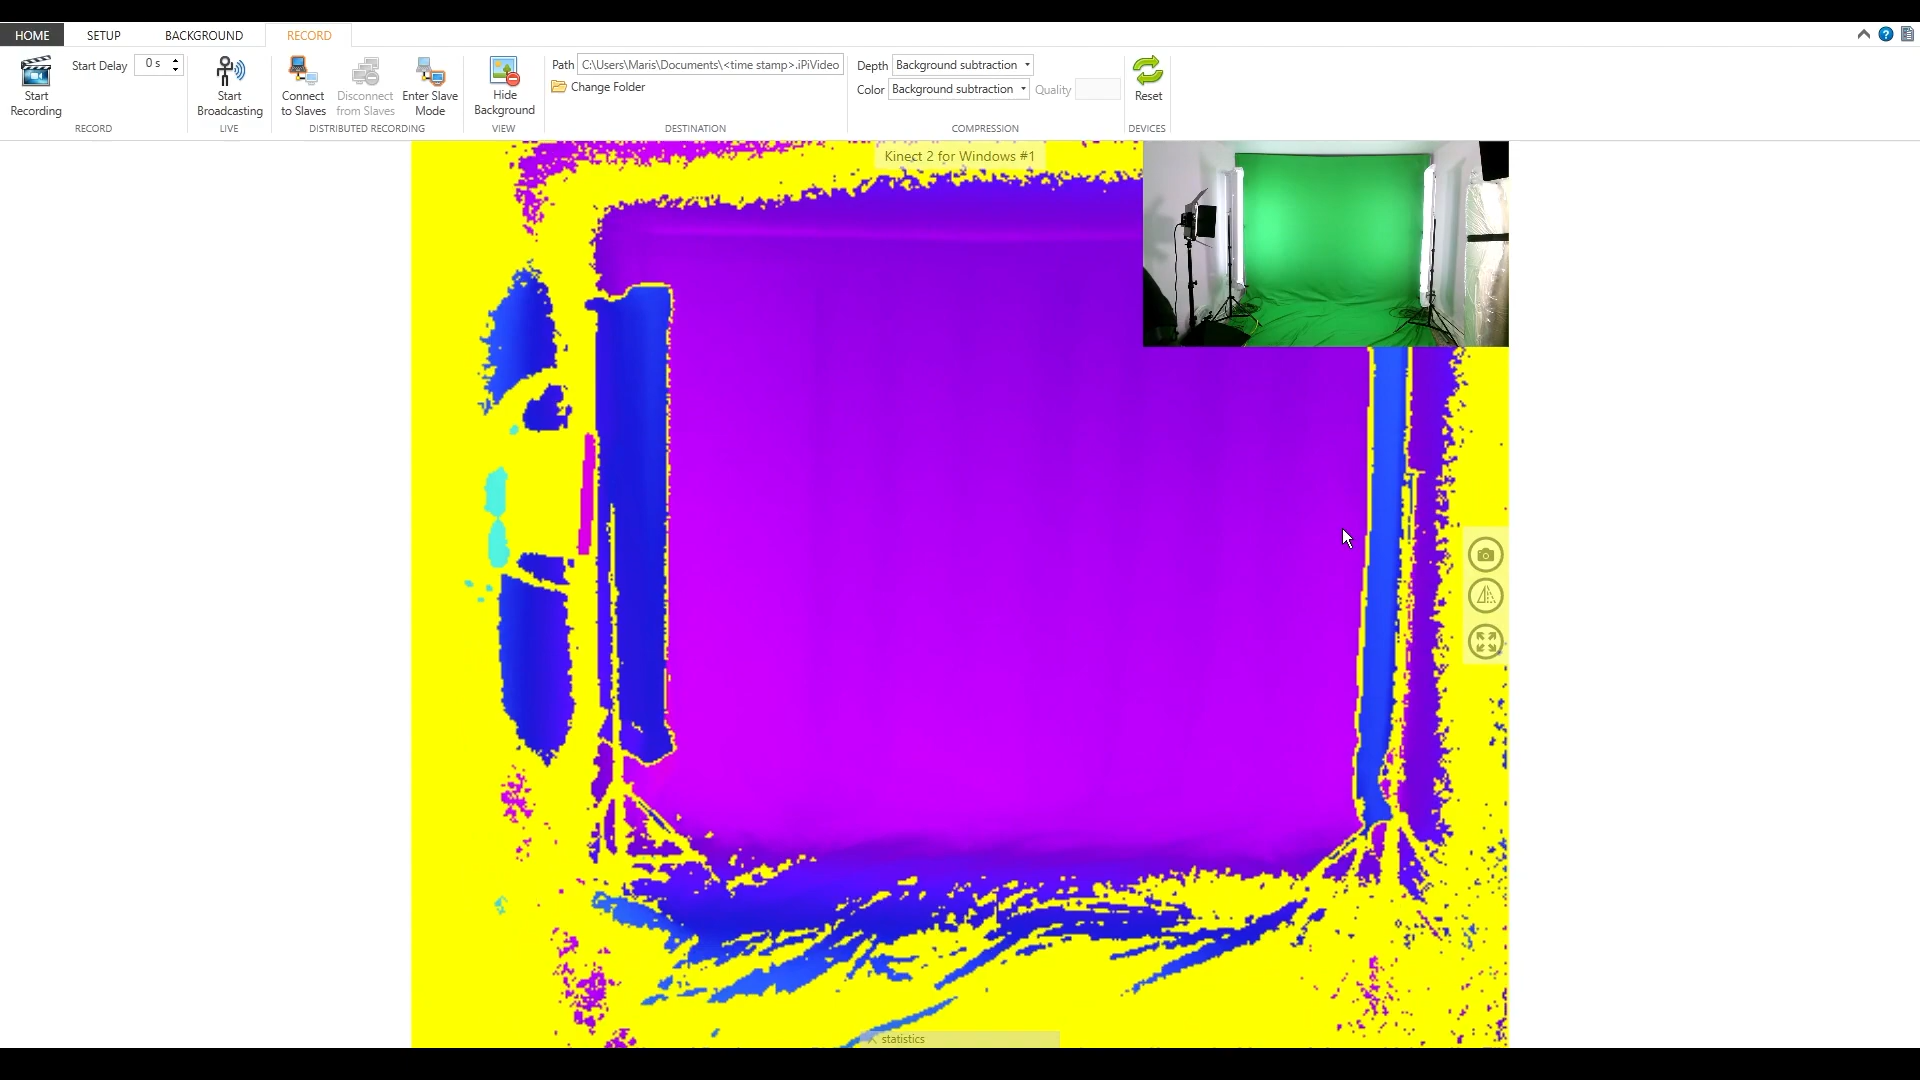 HOME SETUP BACKGROUND RECORD
Start Recording
Start Delay 0 s
RECORD
Start Broadcasting
LIVE
Connect to Slaves
Disconnect from Slaves
Enter Slave Mode
DISTRIBUTED RECORDING
Hide Background
VIEW
Path C:\Users\Maris\Documents\<time stamp>.iPiVideo
Change Folder
DESTINATION
Depth Background subtraction
Color Background subtraction Quality
COMPRESSION
Reset
DEVICES
Kinect 2 for Windows #1
statistics